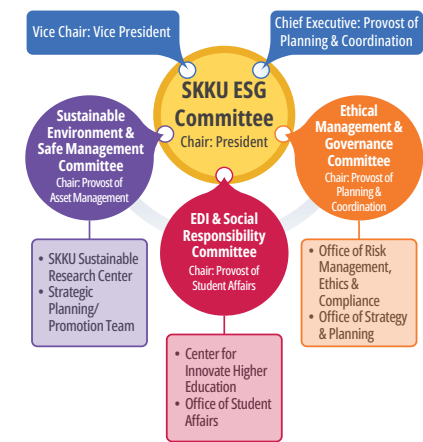 Vice Chair: Vice President
Chief Executive: Provost of
Planning & Coordination
SKKU ESG
Committee
Chair: President
Sustainable
Environment &
Safe Management
Committee
Chair: Provost of
Asset Management
Ethical
Management &
Governance
Committee
Chair: Provost of
Planning &
Coordination
EDI & Social
Responsibility
Committee
Chair: Provost of
Student Affairs
• SKKU Sustainable
Research Center
• Strategic
Planning/
Promotion Team
• Office of Risk
Management,
Ethics &
Compliance
• Office of Strategy
& Planning
• Center for
Innovate Higher
Education
• Office of Student
Affairs